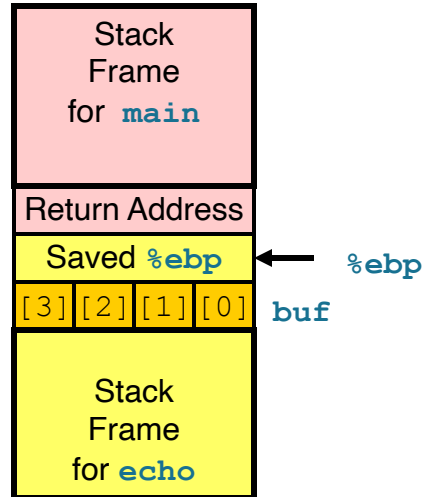 Stack
Frame
for main
Return Address
Saved %ebp
%ebp
[3] [2] [1] [0]
buf
Stack
Frame
for echo